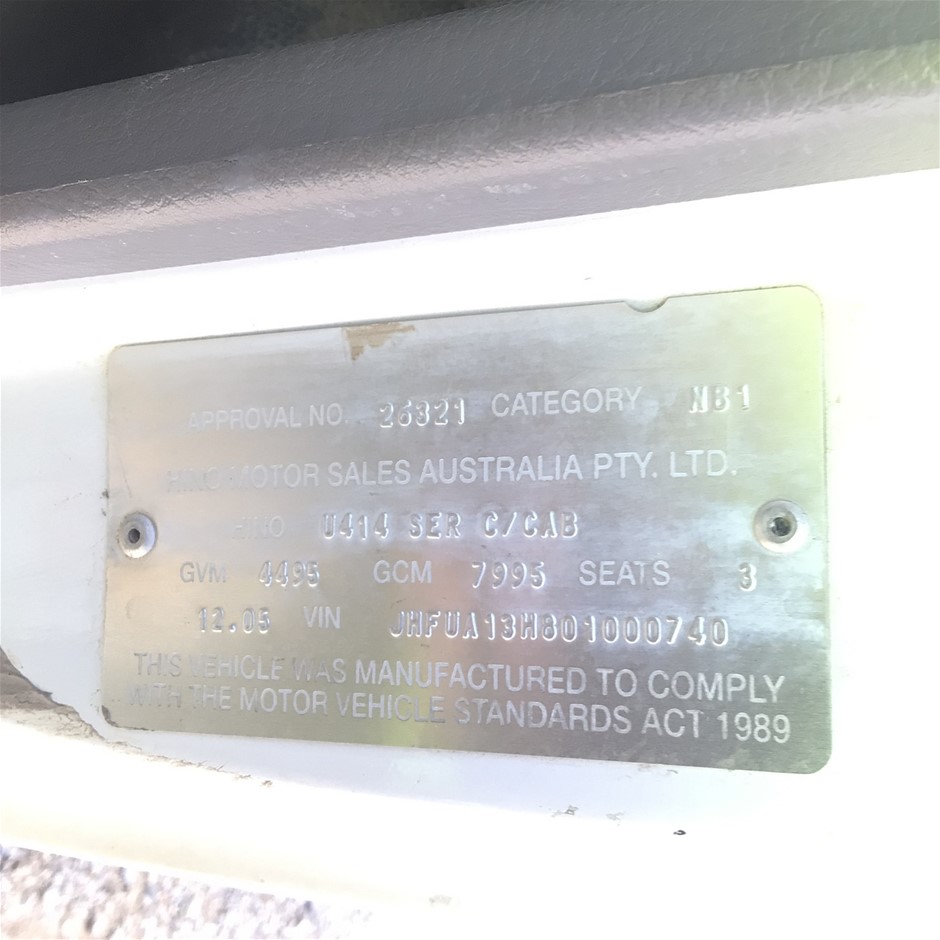 APPROVAL NO. 26321 CATEGORY NB1
HINO MOTOR SALES AUSTRALIA PTY. LTD.
HINO U414 SER C/CAB
GVM 4495 GCM 7995 SEATS 3
12.05 VIN JHFUA13H801000740
THIS VEHICLE WAS MANUFACTURED TO COMPLY
WITH THE MOTOR VEHICLE STANDARDS ACT 1989